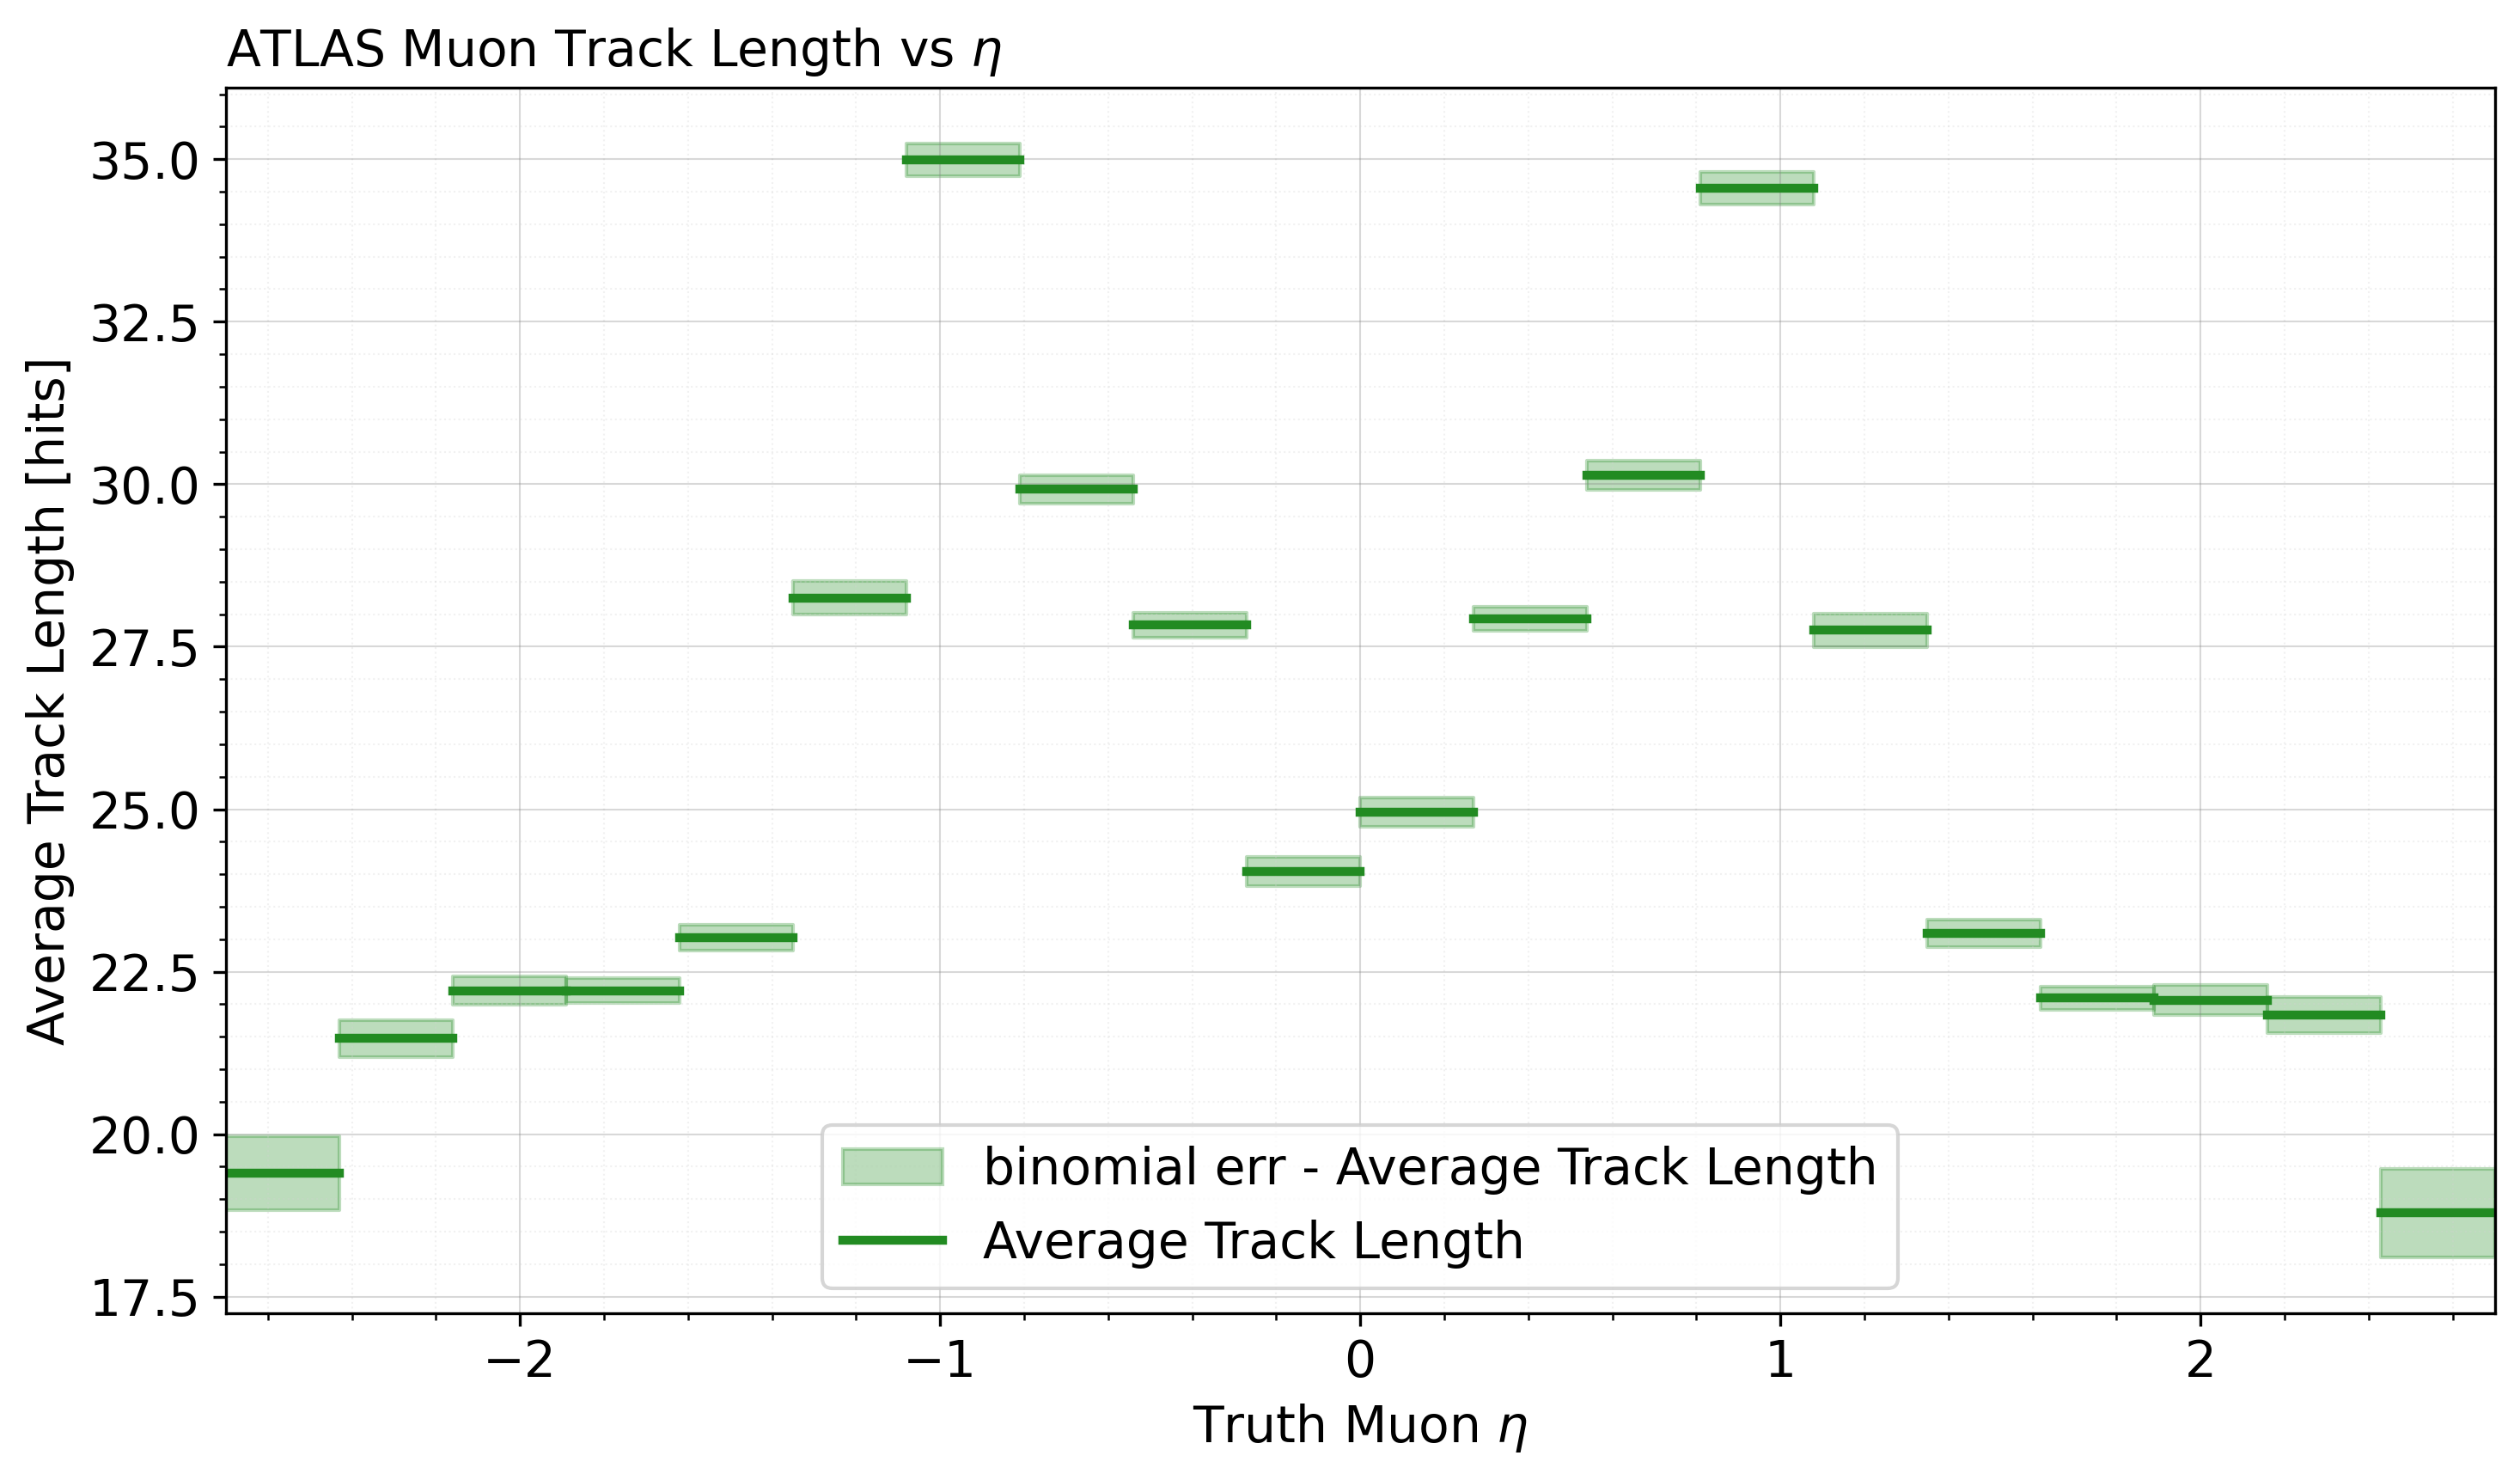 ATLAS Muon Track Length vs η
Average Track Length [hits]
35.0
32.5
30.0
27.5
25.0
22.5
20.0
17.5
binomial err - Average Track Length
Average Track Length
−2
−1
0
1
2
Truth Muon η